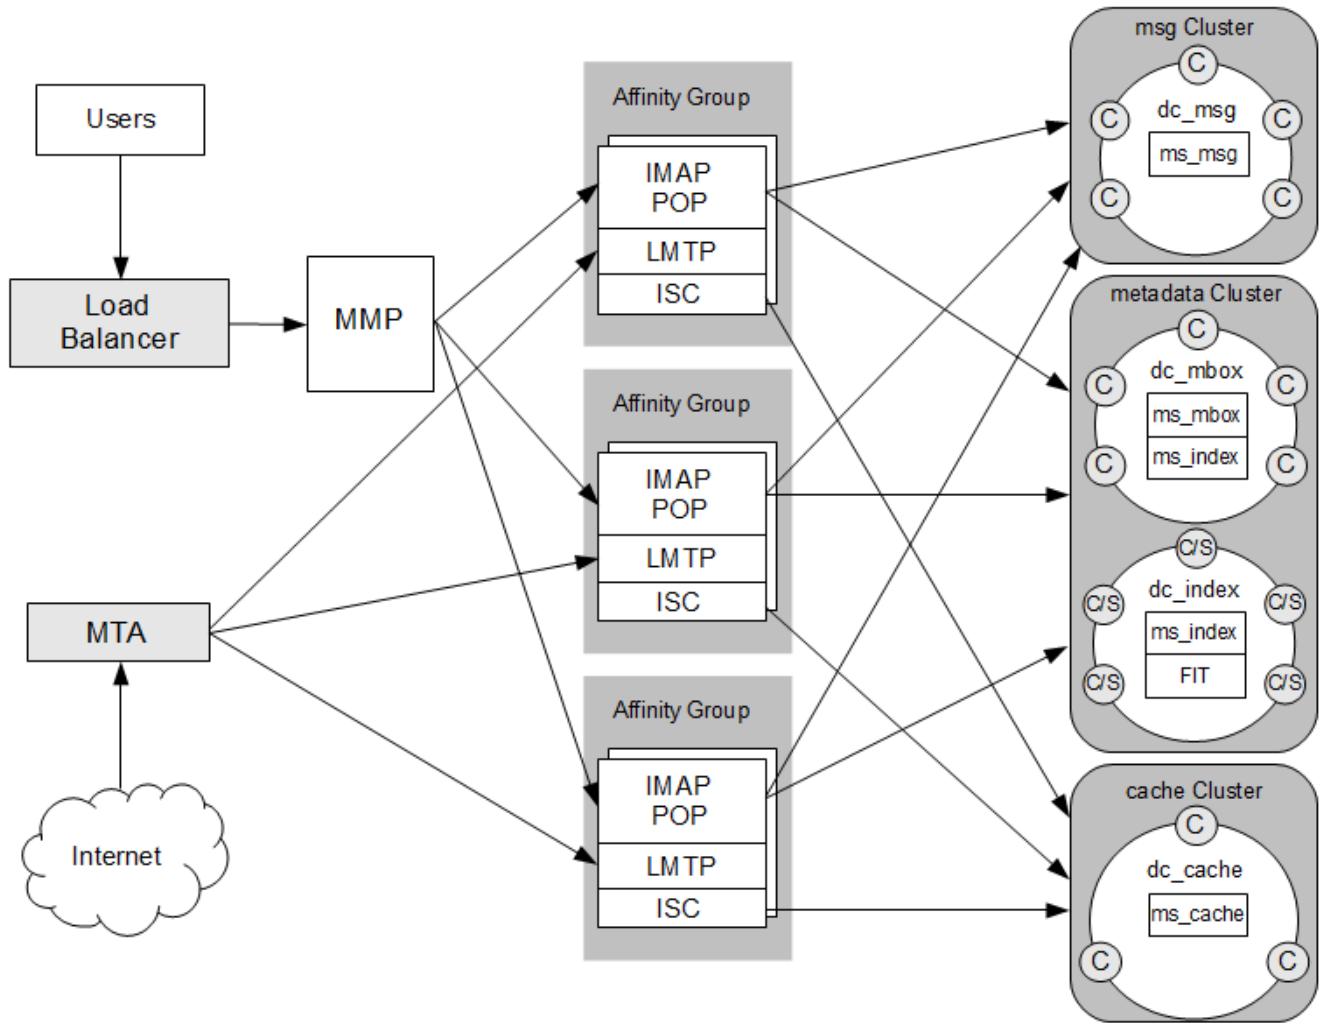 Users
Load
Balancer
MMP
MTA
Internet
Affinity Group
IMAP
POP
LMTP
ISC
Affinity Group
IMAP
POP
LMTP
ISC
Affinity Group
IMAP
POP
LMTP
ISC
msg Cluster
C
C
C
dc_msg
ms_msg
C
C
metadata Cluster
C
dc_mbox
C
C
ms_mbox
ms_index
C
C
C/S
dc_index
C/S
C/S
ms_index
FIT
C/S
C/S
cache Cluster
C
dc_cache
ms_cache
C
C